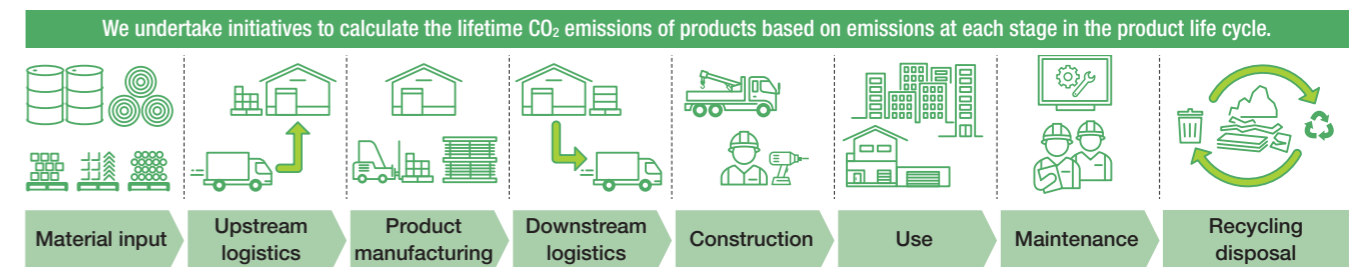 We undertake initiatives to calculate the lifetime CO₂ emissions of products based on emissions at each stage in the product life cycle.
Material input
Upstream
logistics
Product
manufacturing
Downstream
logistics
Construction
Use
Maintenance
Recycling
disposal